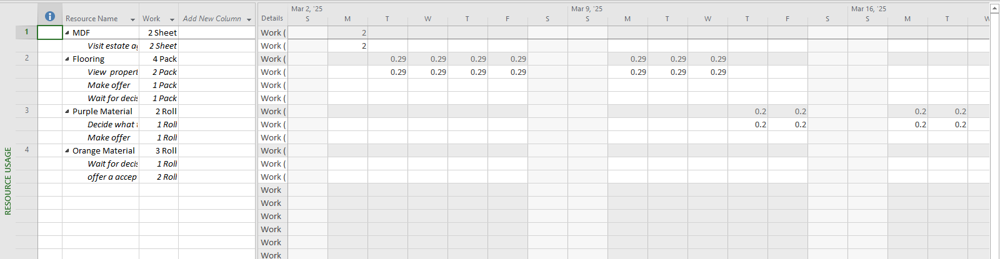 Mar 2, '25 Mar 9, '25 Mar 16, '25
Resource Name Work Add New Column Details S M T W T F S S M T W T F S S M T W
1 MDF 2 Sheet Work ( 2
Visit estate ag 2 Sheet Work ( 2
2 Flooring 4 Pack Work ( 0.29 0.29 0.29 0.29 0.29 0.29 0.29
View propert 2 Pack Work ( 0.29 0.29 0.29 0.29 0.29 0.29 0.29
Make offer 1 Pack Work (
Wait for decis 1 Pack Work (
3 Purple Material 2 Roll Work ( 0.2 0.2 0.2 0.2
Decide what t 1 Roll Work ( 0.2 0.2 0.2 0.2
Make offer 1 Roll Work (
4 Orange Material 3 Roll Work (
Wait for decis 1 Roll Work (
offer a accep 2 Roll Work (
Work
Work
Work
Work
Work
Work
RESOURCE USAGE